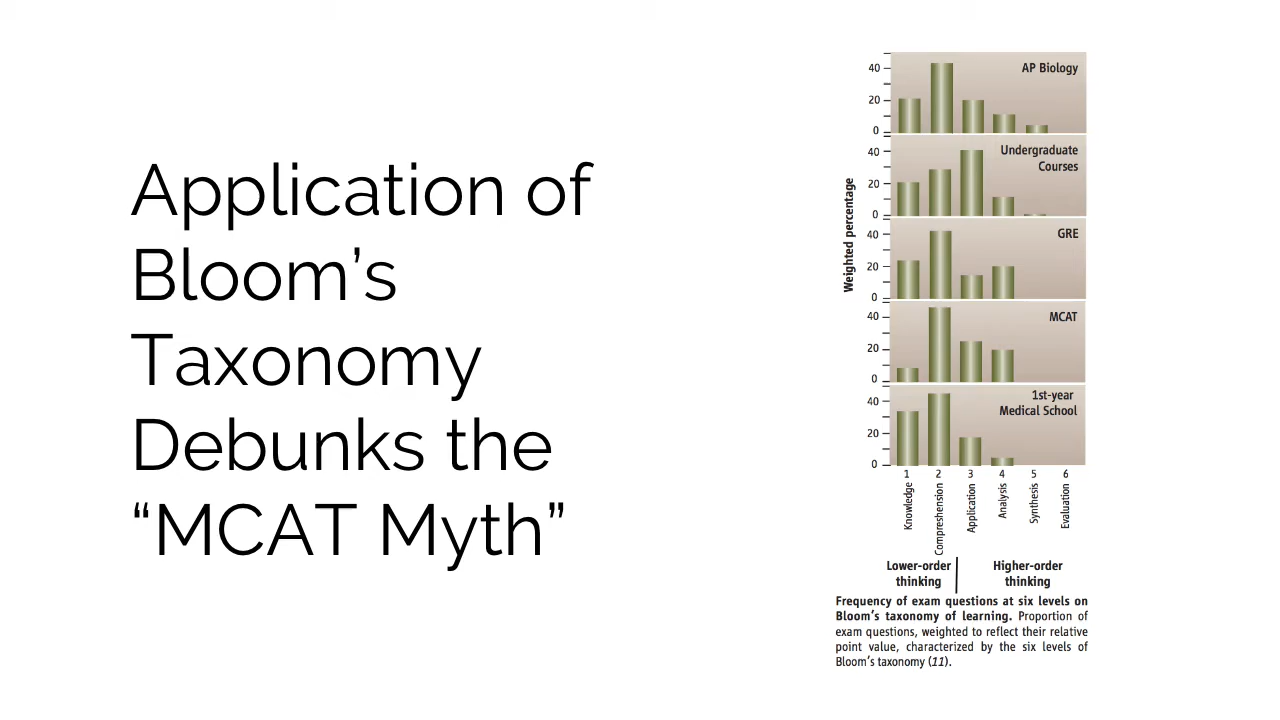 Application of
Bloom’s
Taxonomy
Debunks the
“MCAT Myth”
Weighted percentage
40
20
0
AP Biology
40
20
0
Undergraduate
Courses
40
20
0
GRE
40
20
0
MCAT
40
20
0
1st-year
Medical School
1 2 3 4 5 6
Knowledge
Compreshension
Application
Analysis
Synthesis
Evaluation
Lower-order
thinking
Higher-order
thinking
Frequency of exam questions at six levels on
Bloom’s taxonomy of learning. Proportion of
exam questions, weighted to reflect their relative
point value, characterized by the six levels of
Bloom’s taxonomy (11).